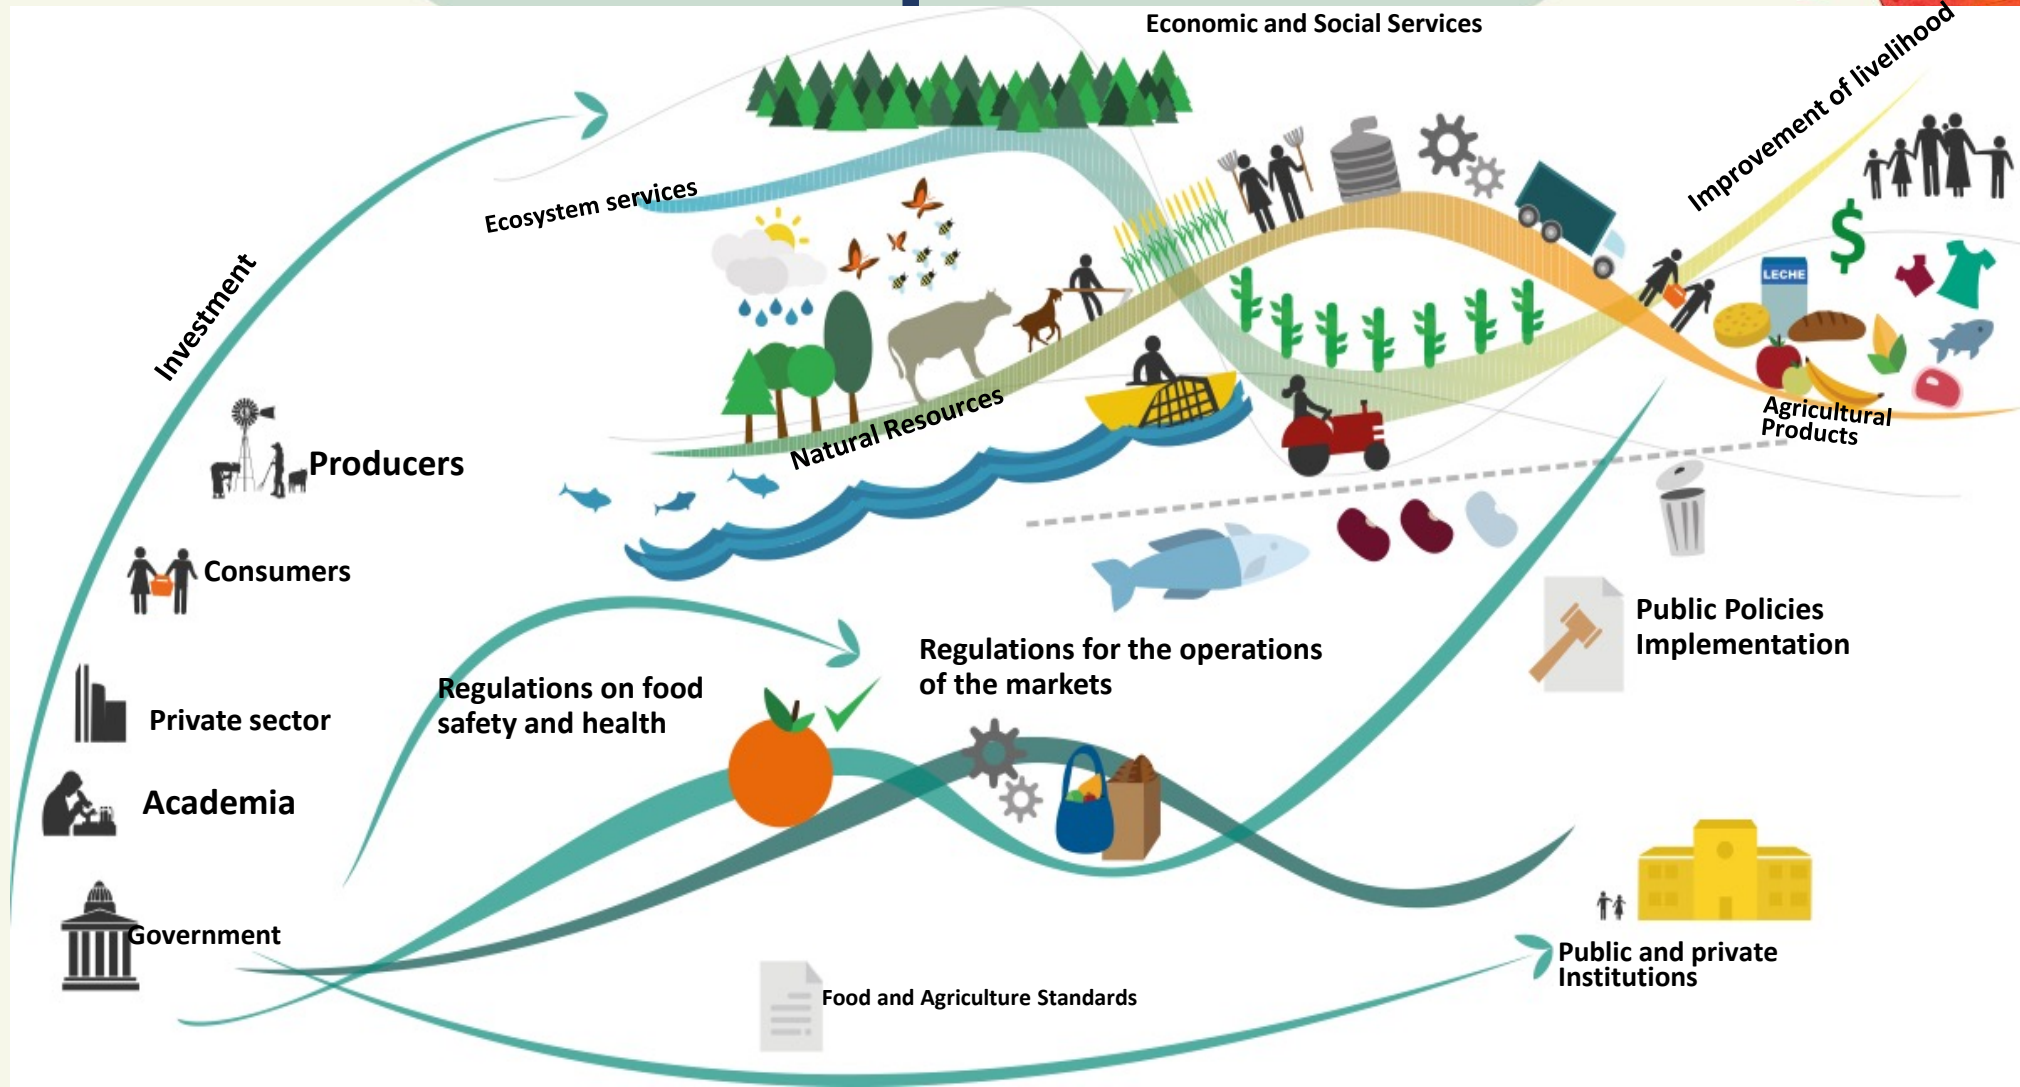 Economic and Social Services
Improvement of livelihood
Ecosystem services
Investment
LECHE
$
Natural Resources
Agricultural
Products
Producers
Consumers
Public Policies
Implementation
Regulations for the operations
of the markets
Regulations on food
safety and health
Private sector
Academia
Government
Public and private
Institutions
Food and Agriculture Standards